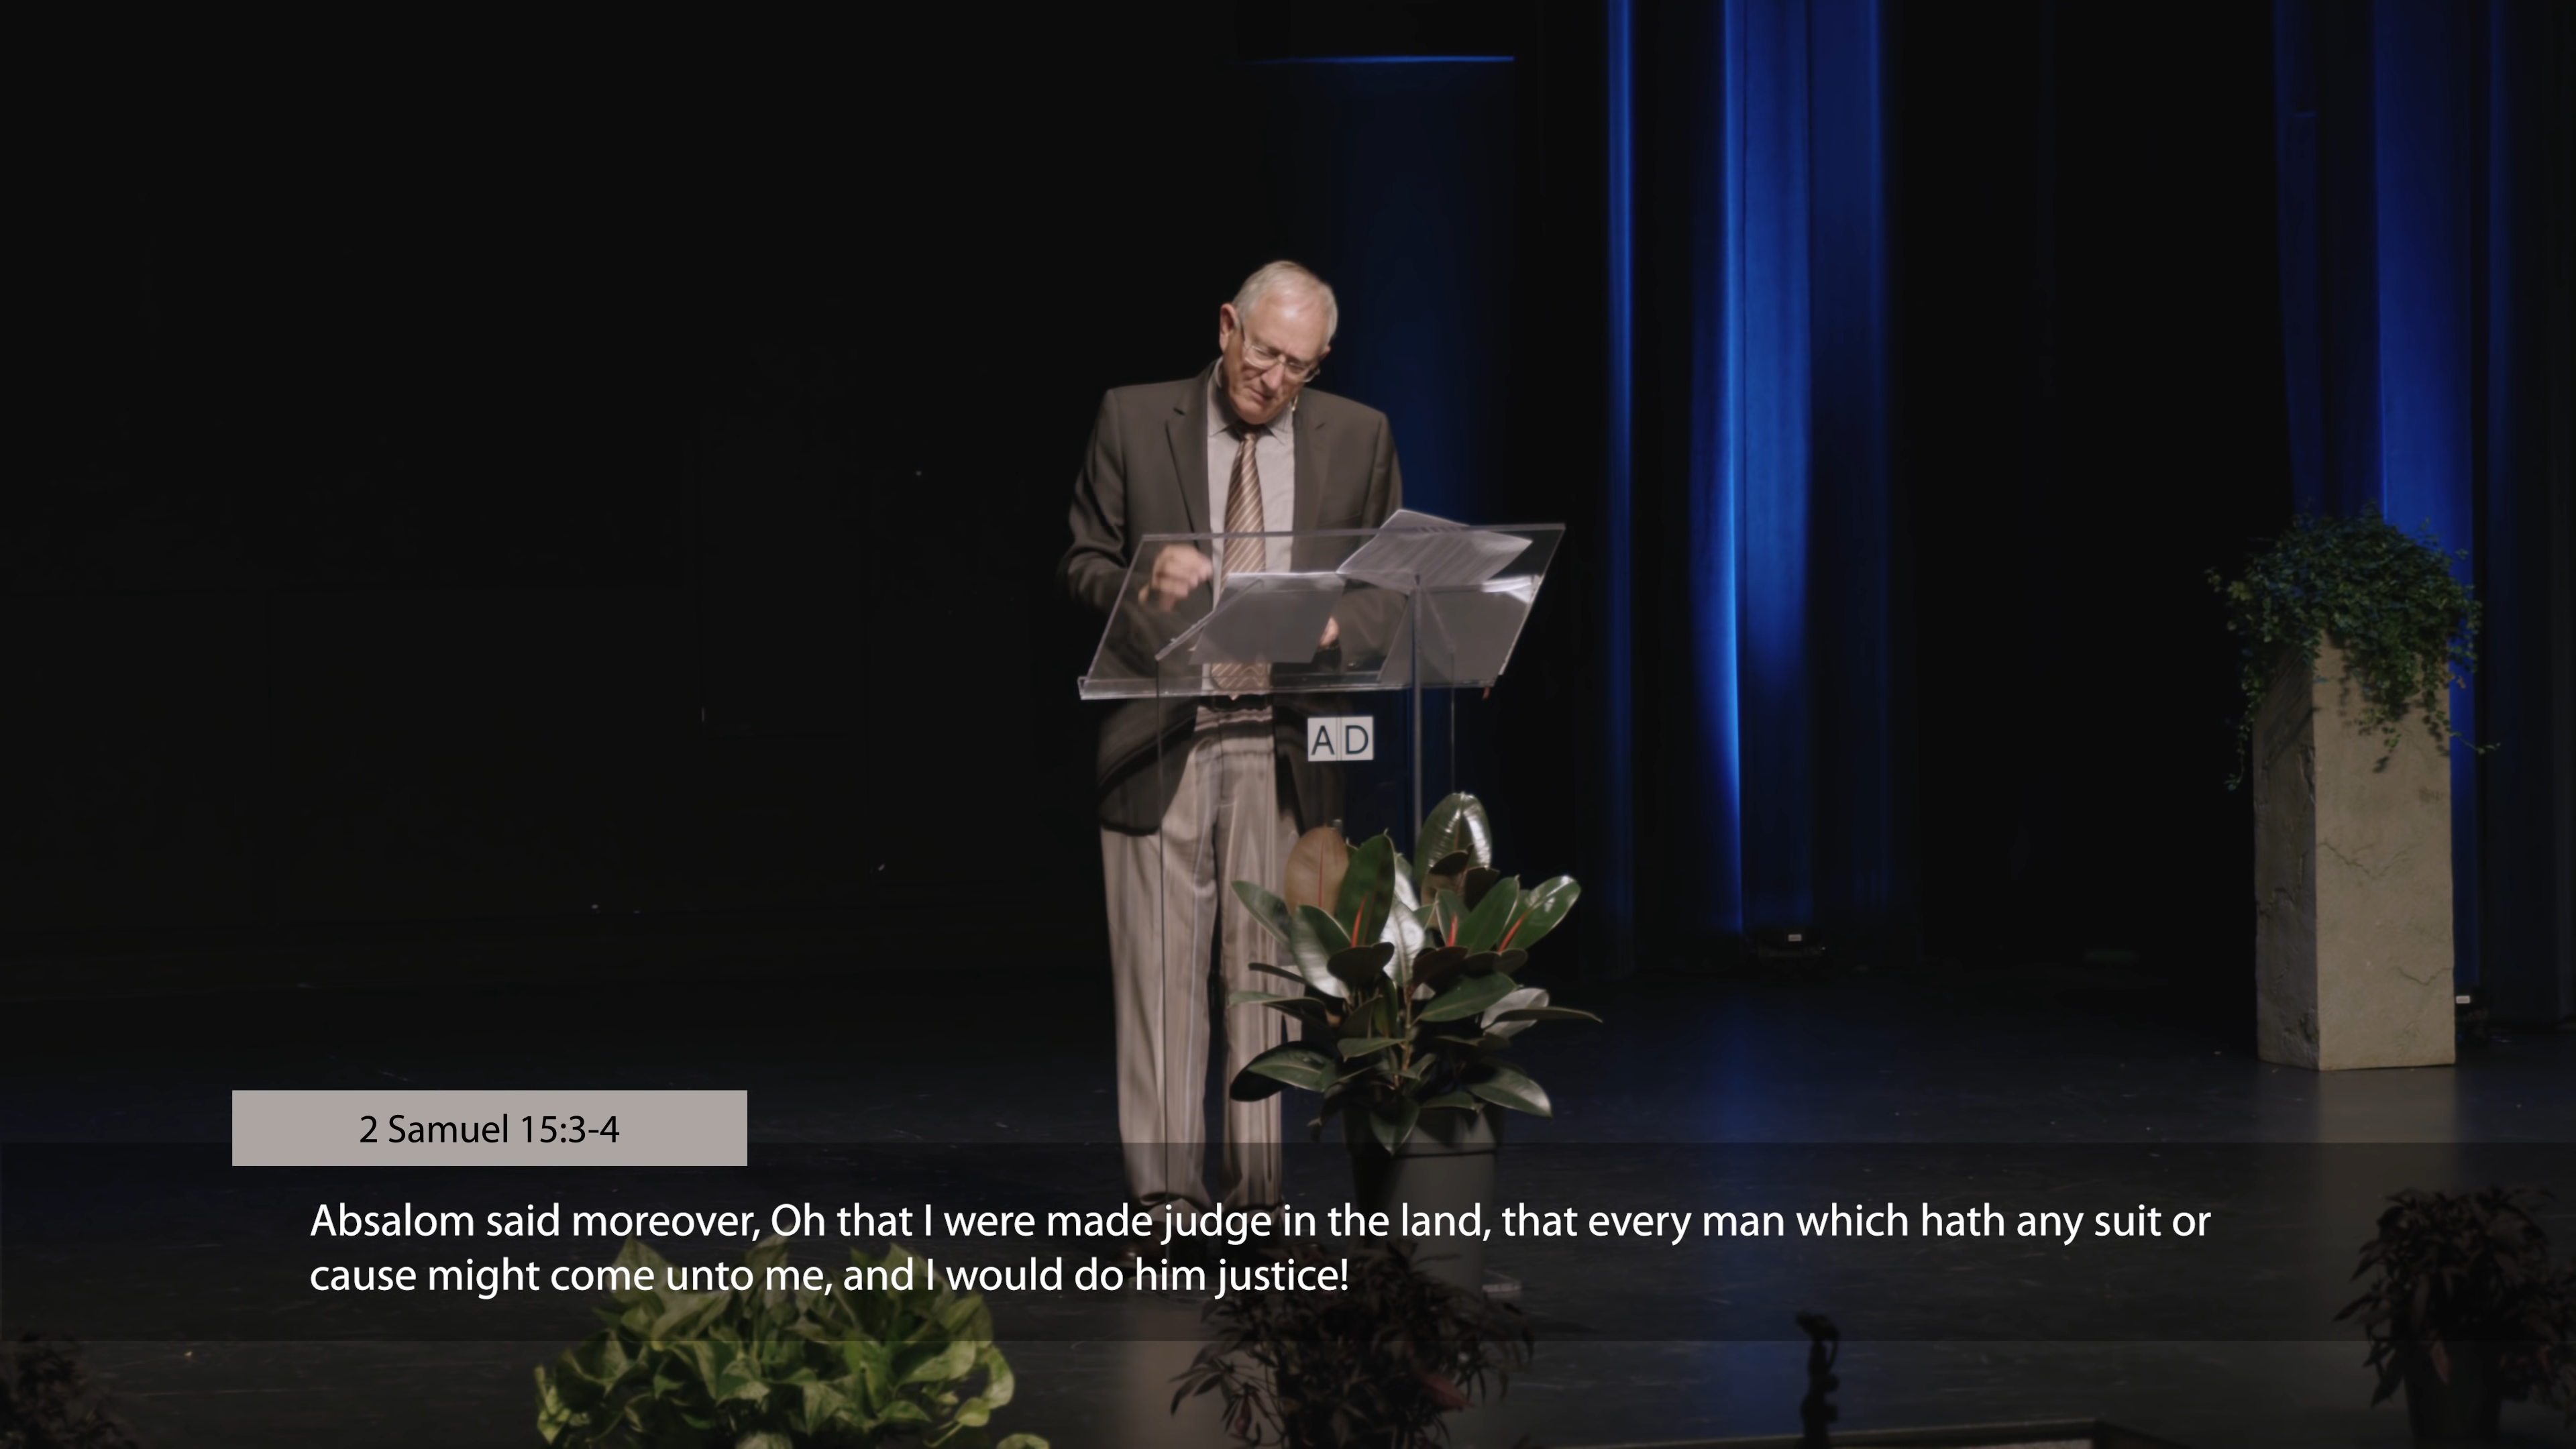 AD
2 Samuel 15:3-4
Absalom said moreover, Oh that I were made judge in the land, that every man which hath any suit or
cause might come unto me, and I would do him justice!